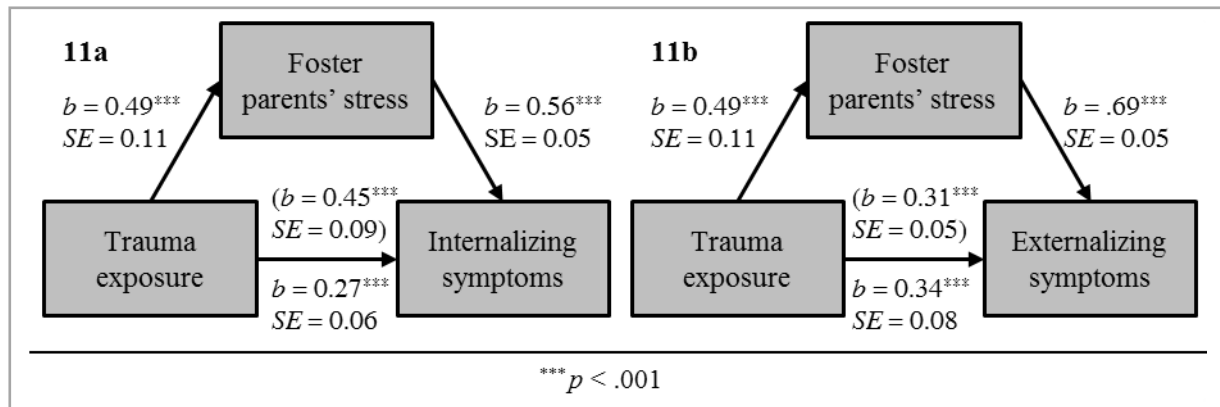 11a
Foster
parents’ stress
b = 0.49***
SE = 0.11
b = 0.56***
SE = 0.05
(b = 0.45***
SE = 0.09)
Trauma
exposure
Internalizing
symptoms
b = 0.27***
SE = 0.06
11b
Foster
parents’ stress
b = 0.49***
SE = 0.11
b = .69***
SE = 0.05
(b = 0.31***
SE = 0.05)
Trauma
exposure
Externalizing
symptoms
b = 0.34***
SE = 0.08
***p < .001